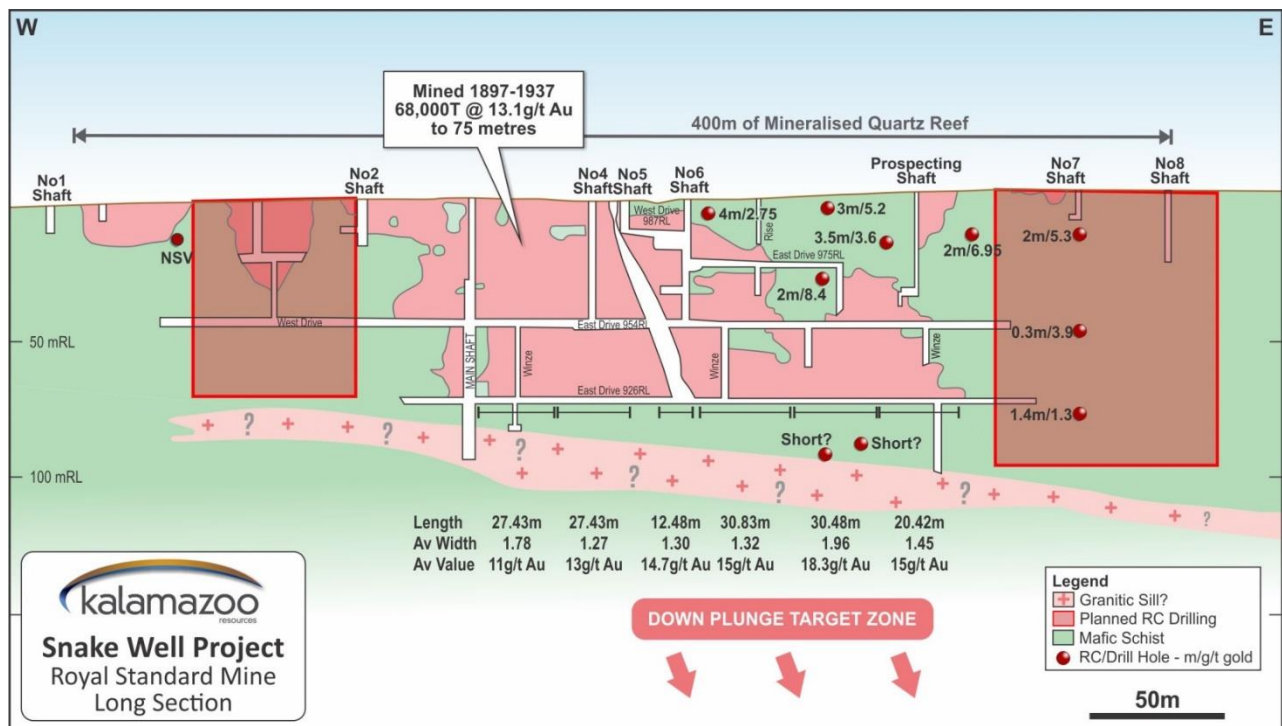 W
E
Mined 1897-1937
68,000T @ 13.1g/t Au
to 75 metres
400m of Mineralised Quartz Reef
No1
Shaft
No2
Shaft
No4
Shaft
No5
Shaft
No6
Shaft
Prospecting
Shaft
No7
Shaft
No8
Shaft
NSV
West Drive
987RL
4m/2.75
Rise
3m/5.2
3.5m/3.6
East Drive 975RL
2m/6.95
2m/5.3
2m/8.4
West Drive
East Drive 954RL
0.3m/3.9
50 mRL
MAIN SHAFT
Winze
Winze
Winze
East Drive 926RL
1.4m/1.3
Short?
Short?
?
?
?
?
?
?
?
100 mRL
Length 27.43m 27.43m 12.48m 30.83m 30.48m 20.42m
Av Width 1.78 1.27 1.30 1.32 1.96 1.45
Av Value 11g/t Au 13g/t Au 14.7g/t Au 15g/t Au 18.3g/t Au 15g/t Au
DOWN PLUNGE TARGET ZONE
kalamazoo
resources
Snake Well Project
Royal Standard Mine
Long Section
Legend
Granitic Sill?
Planned RC Drilling
Mafic Schist
RC/Drill Hole - m/g/t gold
50m